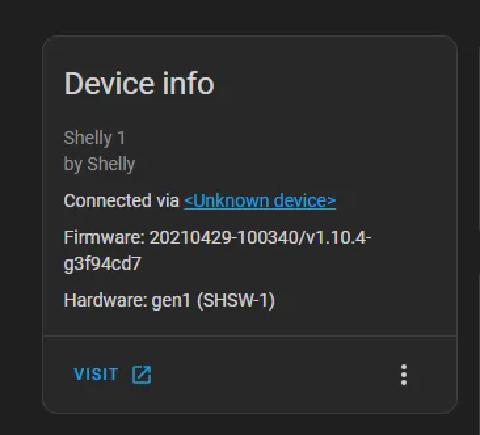 Device info
Shelly 1
by Shelly
Connected via <Unknown device>
Firmware: 20210429-100340/v1.10.4-
g3f94cd7
Hardware: gen1 (SHSW-1)
VISIT